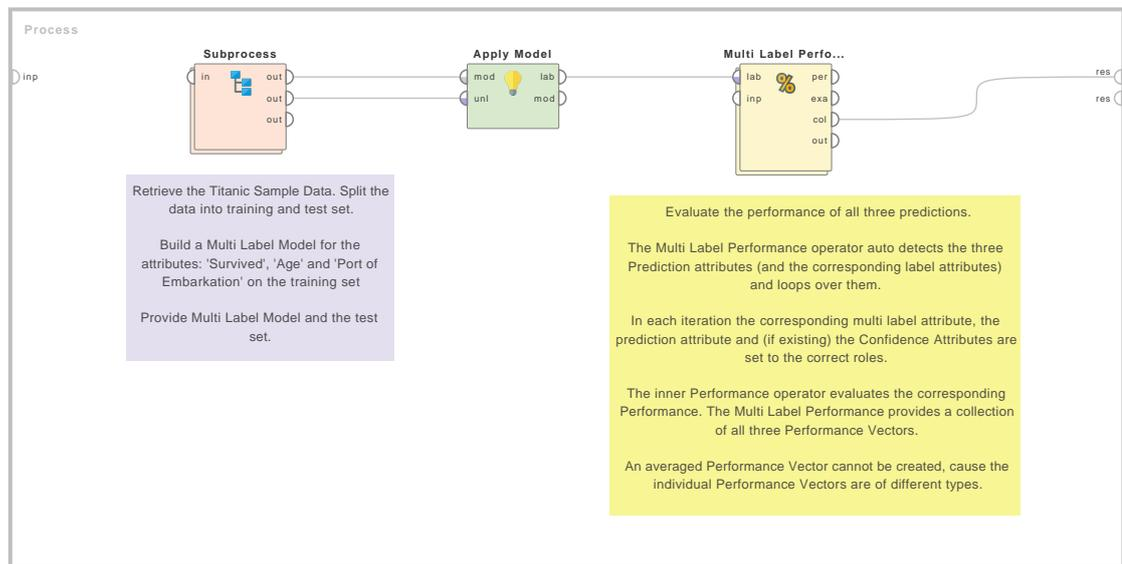 Process
Subprocess
Apply Model
Multi Label Perfo...
inp
in
out
out
out
mod
unl
lab
mod
lab
inp
per
exa
col
out
res
res
Retrieve the Titanic Sample Data. Split the
data into training and test set.
Build a Multi Label Model for the
attributes: 'Survived', 'Age' and 'Port of
Embarkation' on the training set
Provide Multi Label Model and the test
set.
Evaluate the performance of all three predictions.
The Multi Label Performance operator auto detects the three
Prediction attributes (and the corresponding label attributes)
and loops over them.
In each iteration the corresponding multi label attribute, the
prediction attribute and (if existing) the Confidence Attributes are
set to the correct roles.
The inner Performance operator evaluates the corresponding
Performance. The Multi Label Performance provides a collection
of all three Performance Vectors.
An averaged Performance Vector cannot be created, cause the
individual Performance Vectors are of different types.